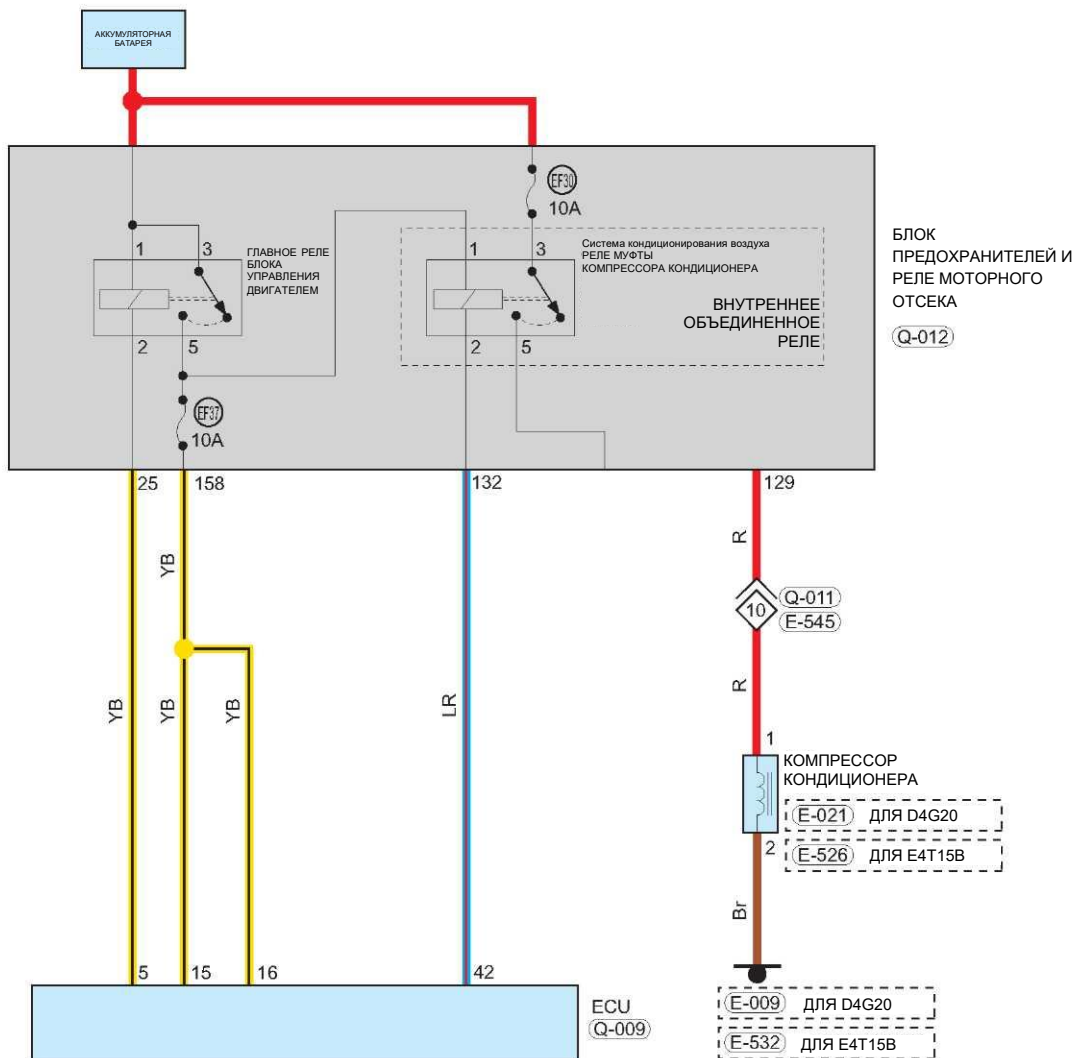 АККУМУЛЯТОРНАЯ
БАТАРЕЯ
EF30
10A
1
3
ГЛАВНОЕ РЕЛЕ
БЛОКА
УПРАВЛЕНИЯ
ДВИГАТЕЛЕМ
2
5
1
3
Система кондиционирования воздуха
РЕЛЕ МУФТЫ
КОМПРЕССОРА КОНДИЦИОНЕРА
ВНУТРЕННЕЕ
ОБЪЕДИНЕННОЕ
РЕЛЕ
2
5
БЛОК
ПРЕДОХРАНИТЕЛЕЙ И
РЕЛЕ МОТОРНОГО
ОТСЕКА
Q-012
EF37
10A
25
158
132
129
YB
R
10
Q-011
E-545
YB
YB
YB
LR
R
1
КОМПРЕССОР
КОНДИЦИОНЕРА
E-021 ДЛЯ D4G20
2
E-526 ДЛЯ E4T15B
Br
5
15
16
42
ECU
Q-009
E-009 ДЛЯ D4G20
E-532 ДЛЯ E4T15B